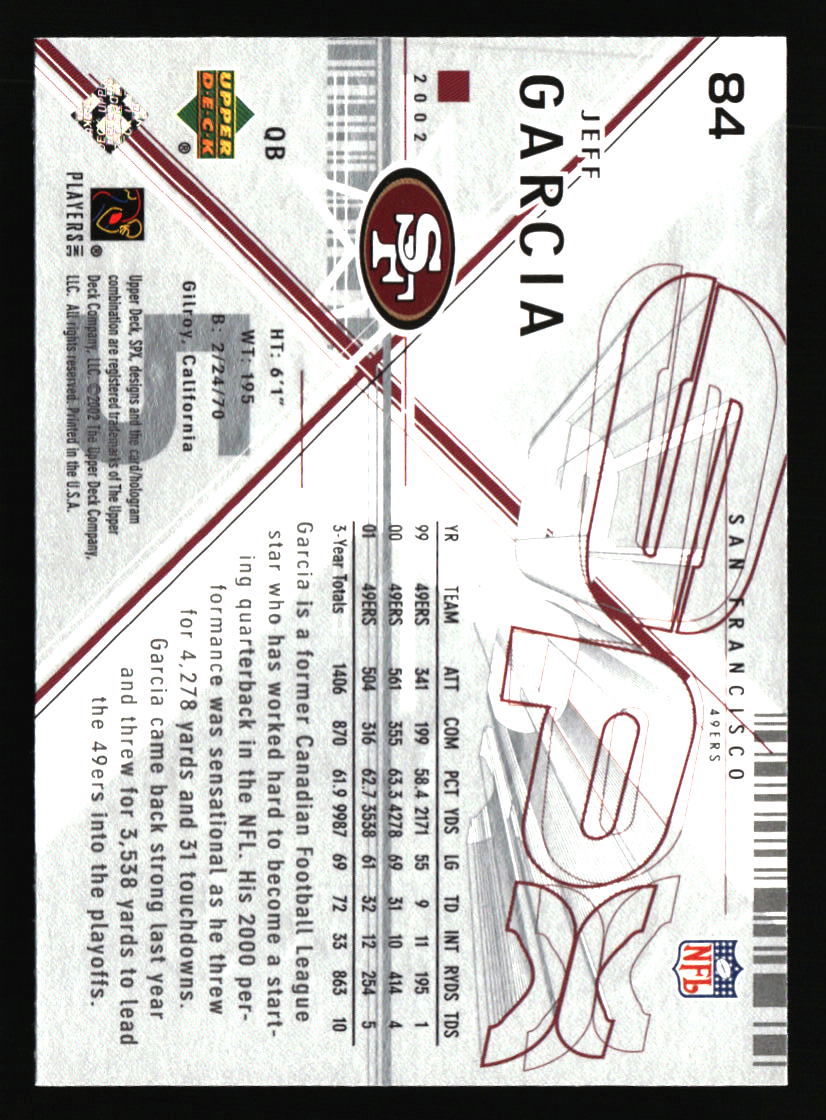 84
JEFF
GARCIA
SAN FRANCISCO
49ERS
NFL
SPX
2002
SF
QB
UPPER
DECK
®
HT: 6'1"
WT: 195
B: 2/24/70
Gilroy, California
YR TEAM ATT COM PCT YDS LG TD INT RYDS TDS
99 49ERS 341 199 58.4 2171 55 9 11 195 1
00 49ERS 561 355 63.3 4278 69 31 10 414 4
01 49ERS 504 316 62.7 3538 61 32 12 254 5
3-Year Totals 1406 870 61.9 9987 69 72 33 863 10
Garcia is a former Canadian Football League
star who has worked hard to become a start-
ing quarterback in the NFL. His 2000 per-
formance was sensational as he threw
for 4,278 yards and 31 touchdowns.
Garcia came back strong last year
and threw for 3,538 yards to lead
the 49ers into the playoffs.
PLAYERS INC
®
Upper Deck, SPX, designs and the card/hologram
combination are registered trademarks of The Upper
Deck Company, LLC. ©2002 The Upper Deck Company,
LLC. All rights reserved. Printed in the U.S.A.